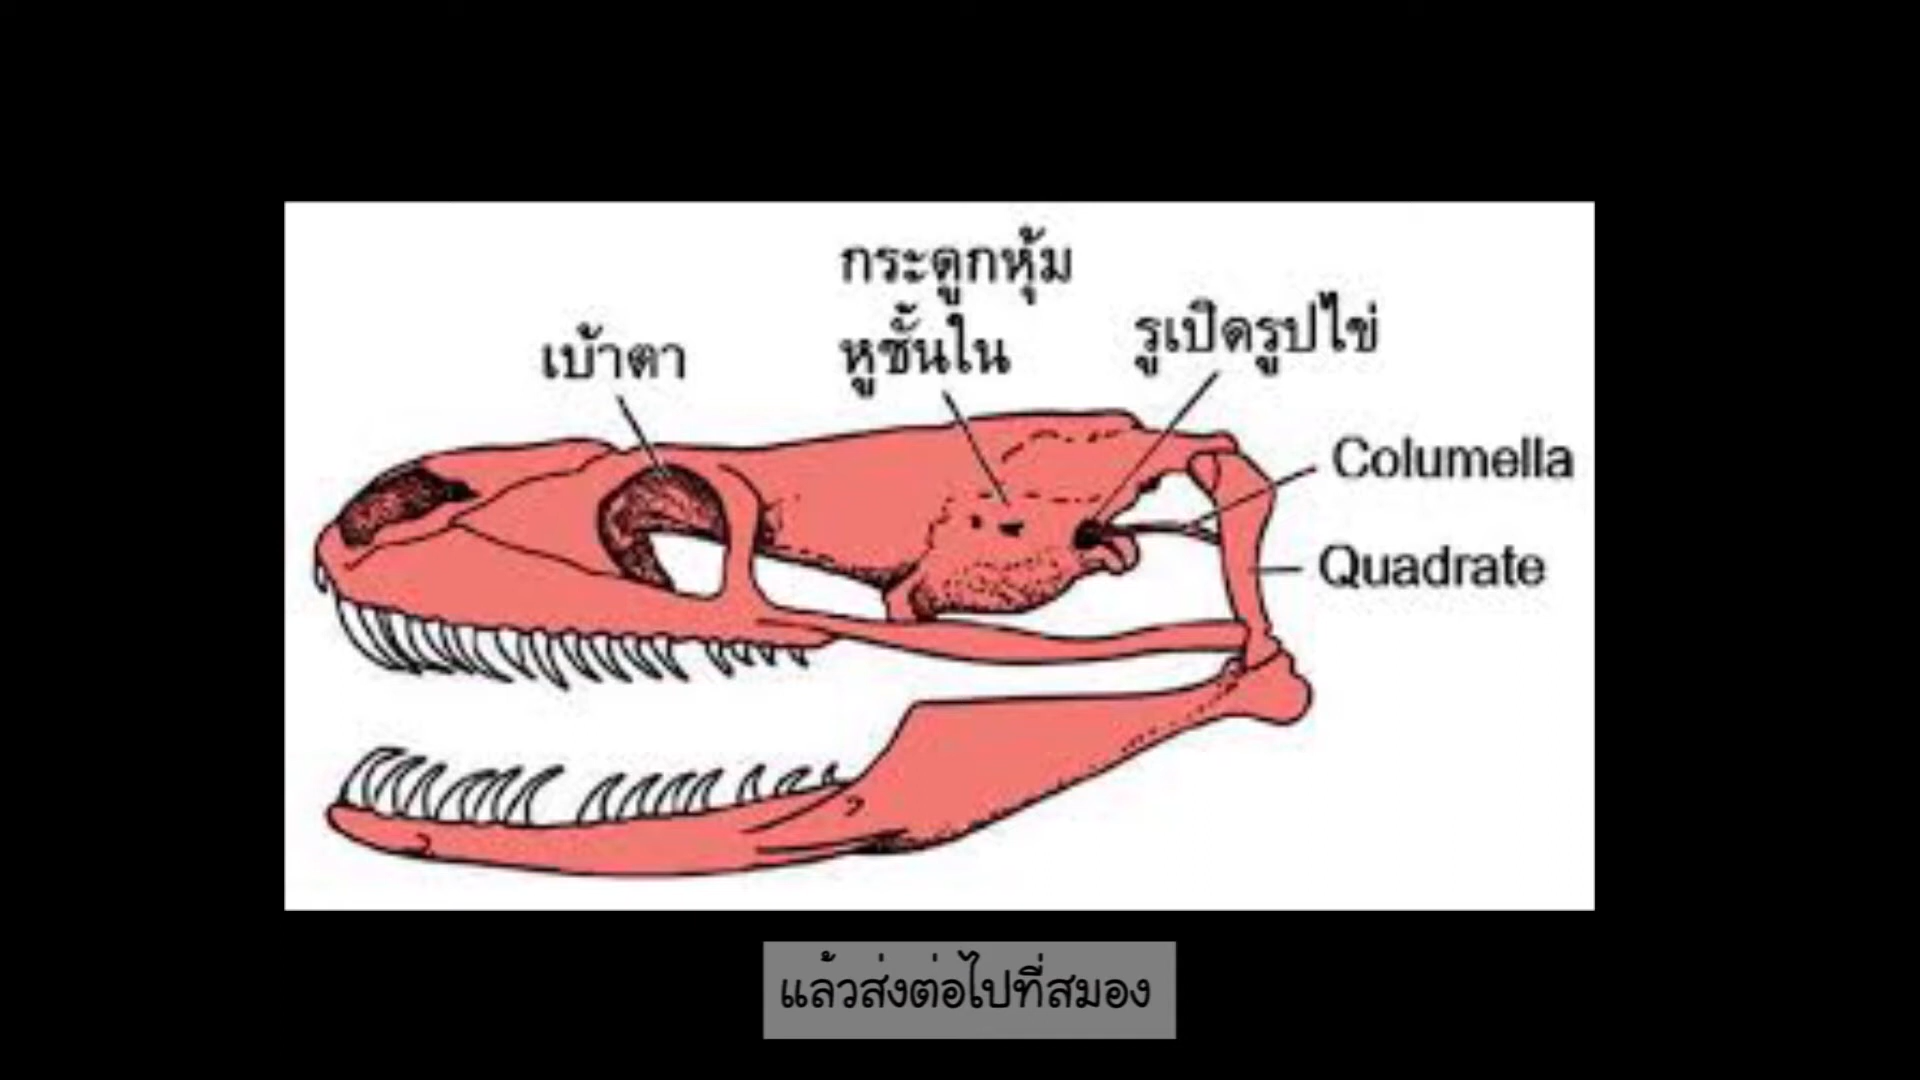 กระดูกหุ้ม
หูชั้นใน
เบ้าตา
รูเปิดรูปไข่
Columella
Quadrate
แล้วส่งต่อไปที่สมอง